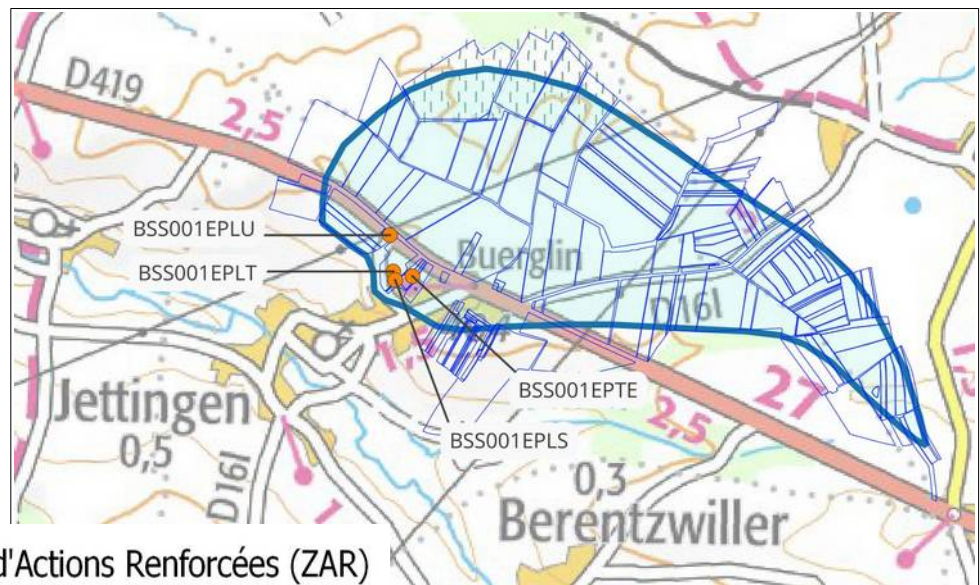 D419
2,5
BSS001EPLU
BSS001EPLT
Buerglin
D16I
BSS001EPTE
27
Jettingen
0,5
2,5
BSS001EPLS
D16I
0,3
Berentzwiller
d'Actions Renforcées (ZAR)